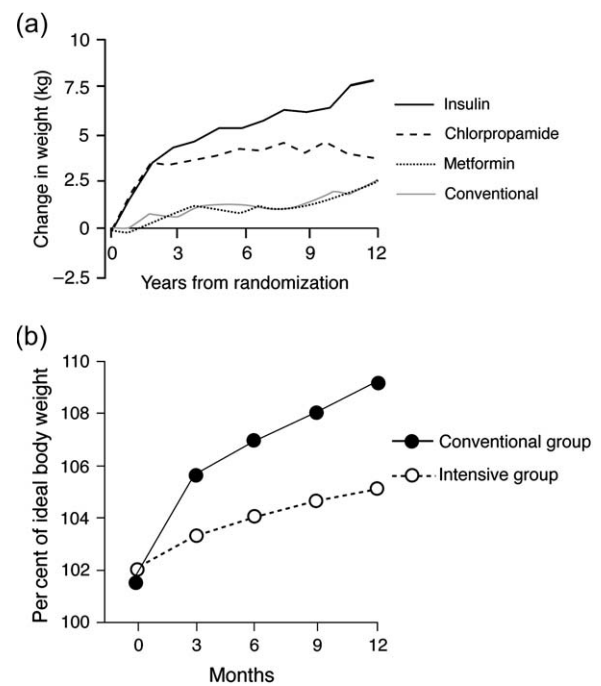 (a)
10
7.5
5
2.5
0
−2.5
Change in weight (kg)
0 3 6 9 12
Years from randomization
Insulin
Chlorpropamide
Metformin
Conventional
(b)
110
108
106
104
102
100
Per cent of ideal body weight
0 3 6 9 12
Months
Conventional group
Intensive group